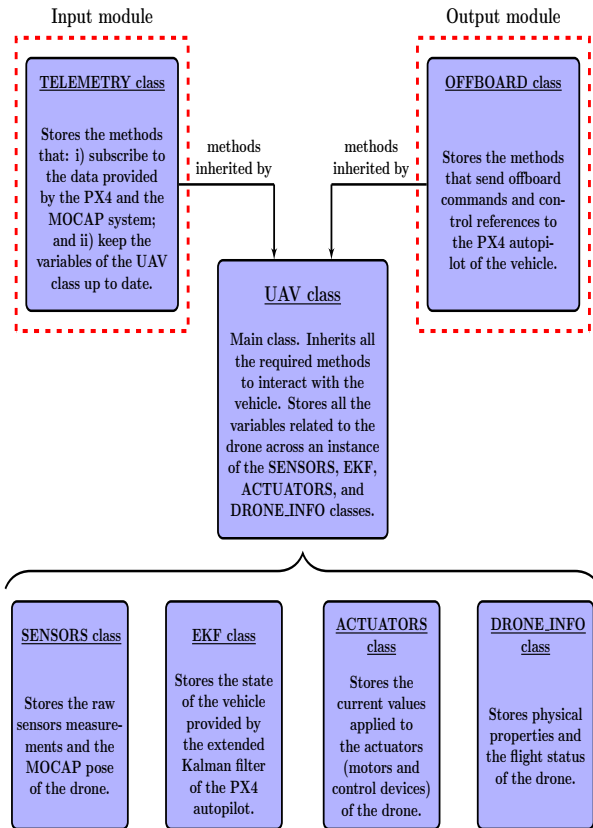 Input module
Output module
TELEMETRY class
Stores the methods
that: i) subscribe to
the data provided
by the PX4 and the
MOCAP system;
and ii) keep the
variables of the UAV
class up to date.
methods
inherited by
methods
inherited by
OFFBOARD class
Stores the methods
that send offboard
commands and con-
trol references to
the PX4 autopi-
lot of the vehicle.
UAV class
Main class. Inherits all
the required methods
to interact with the
vehicle. Stores all the
variables related to the
drone across an instance
of the SENSORS, EKF,
ACTUATORS, and
DRONE_INFO classes.
SENSORS class
Stores the raw
sensors measure-
ments and the
MOCAP pose
of the drone.
EKF class
Stores the state
of the vehicle
provided by
the extended
Kalman filter
of the PX4
autopilot.
ACTUATORS
class
Stores the
current values
applied to
the actuators
(motors and
control devices)
of the drone.
DRONE_INFO
class
Stores physical
properties and
the flight status
of the drone.